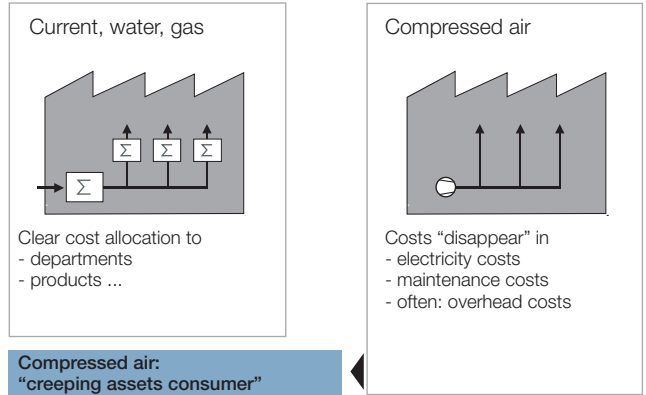 Current, water, gas
Σ Σ Σ
Σ
Clear cost allocation to
- departments
- products ...
Compressed air
Costs “disappear” in
- electricity costs
- maintenance costs
- often: overhead costs
Compressed air:
“creeping assets consumer”